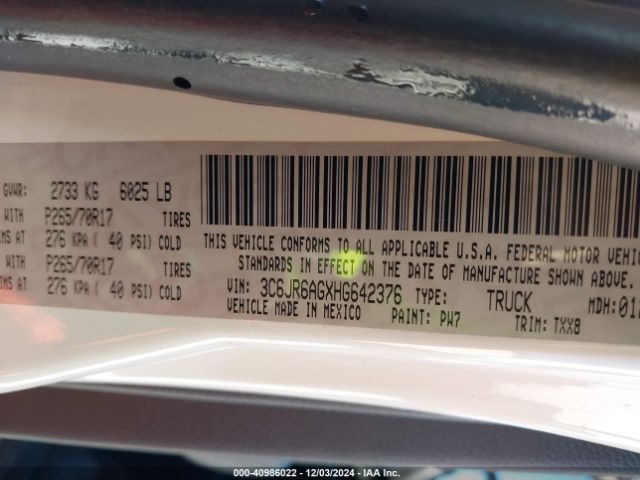 GVWR: 2733 KG 6025 LB
WITH P265/70R17 TIRES
AT 276 KPA ( 40 PSI) COLD
WITH P265/70R17 TIRES
AT 276 KPA ( 40 PSI) COLD
THIS VEHICLE CONFORMS TO ALL APPLICABLE U.S.A. FEDERAL MOTOR
STANDARDS IN EFFECT ON THE DATE OF MANUFACTURE SHOWN ABOVE.
VIN: 3C6JR6AGXHG642376 TYPE: TRUCK MDH:
VEHICLE MADE IN MEXICO PAINT: PW7 TRIM: TXX8
000-40986022 - 12/03/2024 - IAA Inc.